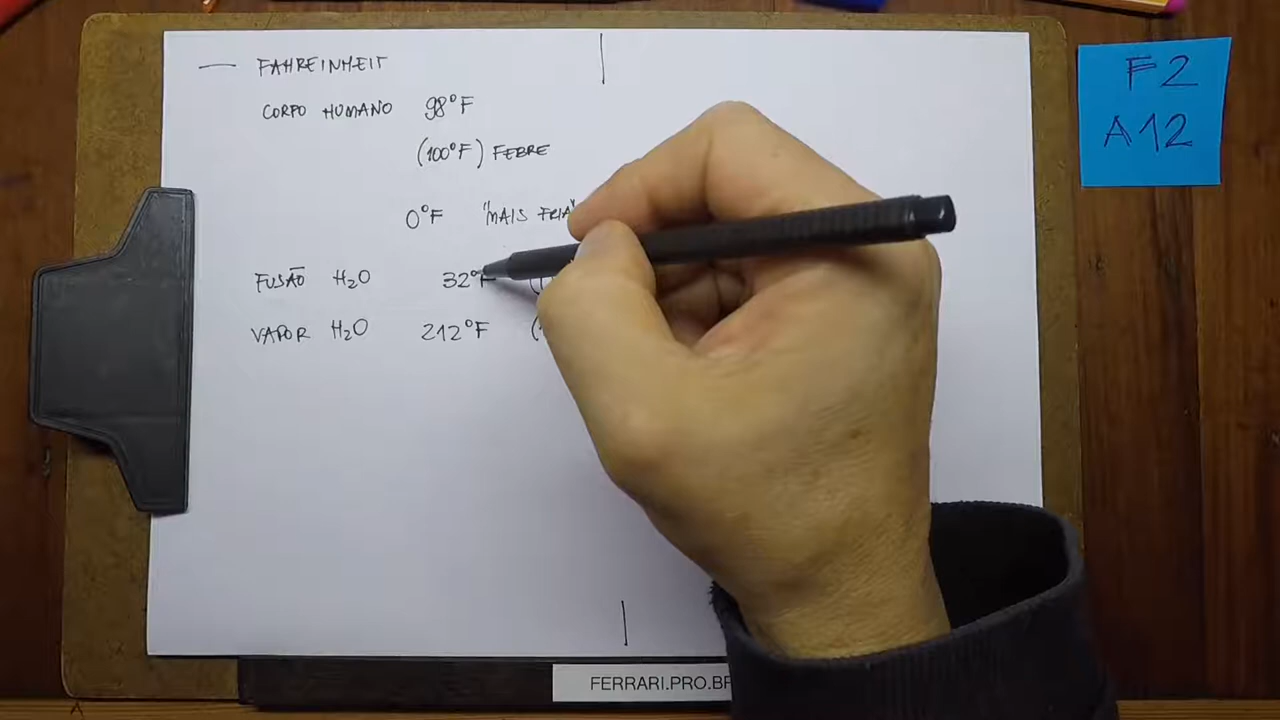 — FAHREINHEIT
CORPO HUMANO 98°F
(100°F) FEBRE
0°F "MAIS FRIA"
FUSÃO H₂O 32°F
VAPOR H₂O 212°F
F2
A12
FERRARI.PRO.BR